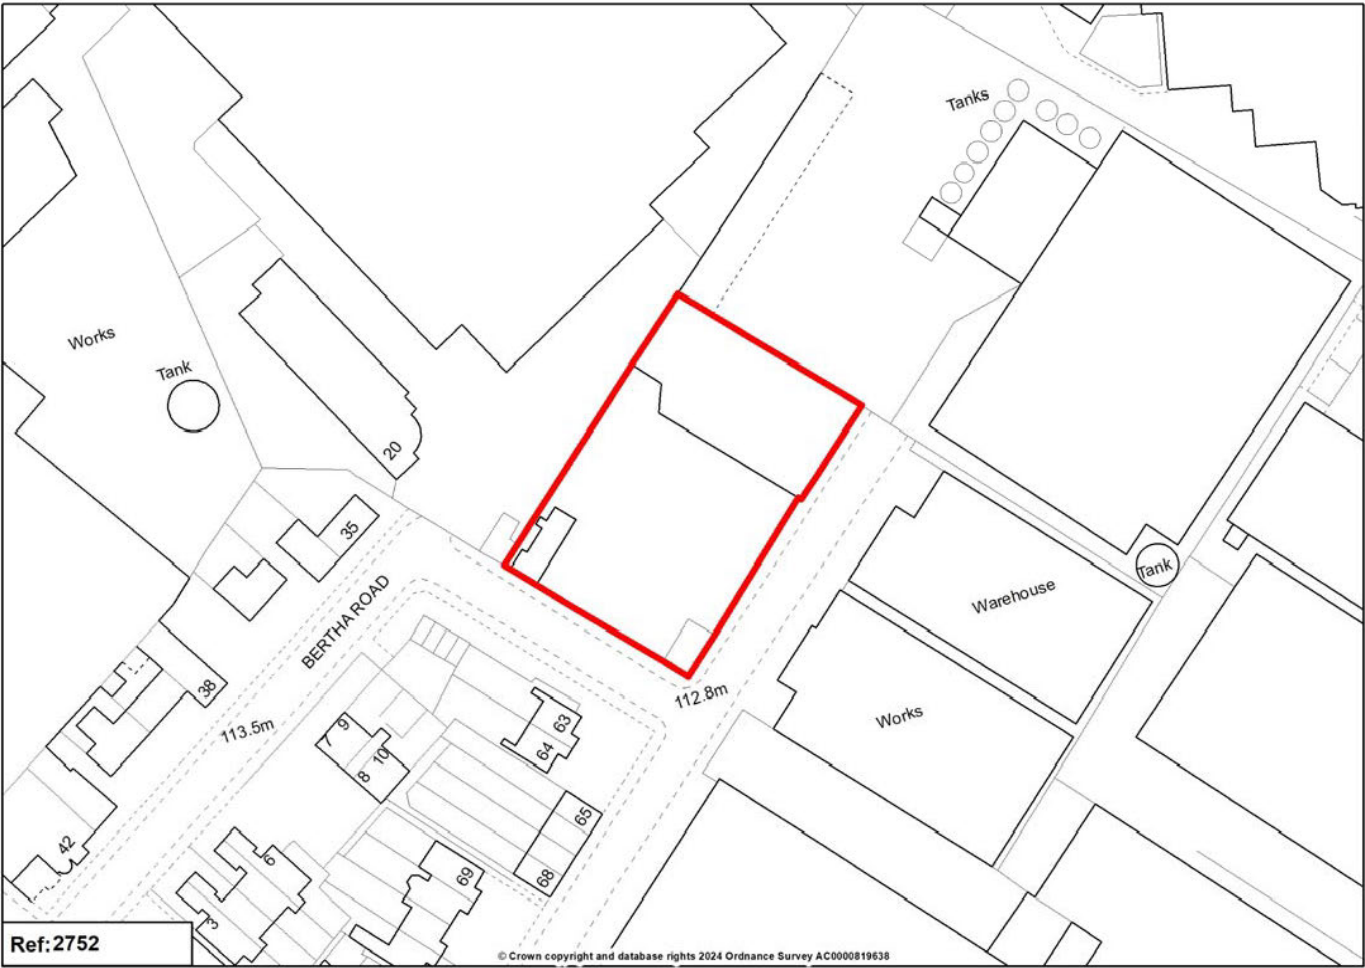 Tanks
Works
Tank
20
35
Tank
Warehouse
BERTHA ROAD
38
112.8m
63
Works
113.5m
9
7
64
10
8
65
42
6
69
68
3
Ref:2752
© Crown copyright and database rights 2024 Ordnance Survey AC0000819638